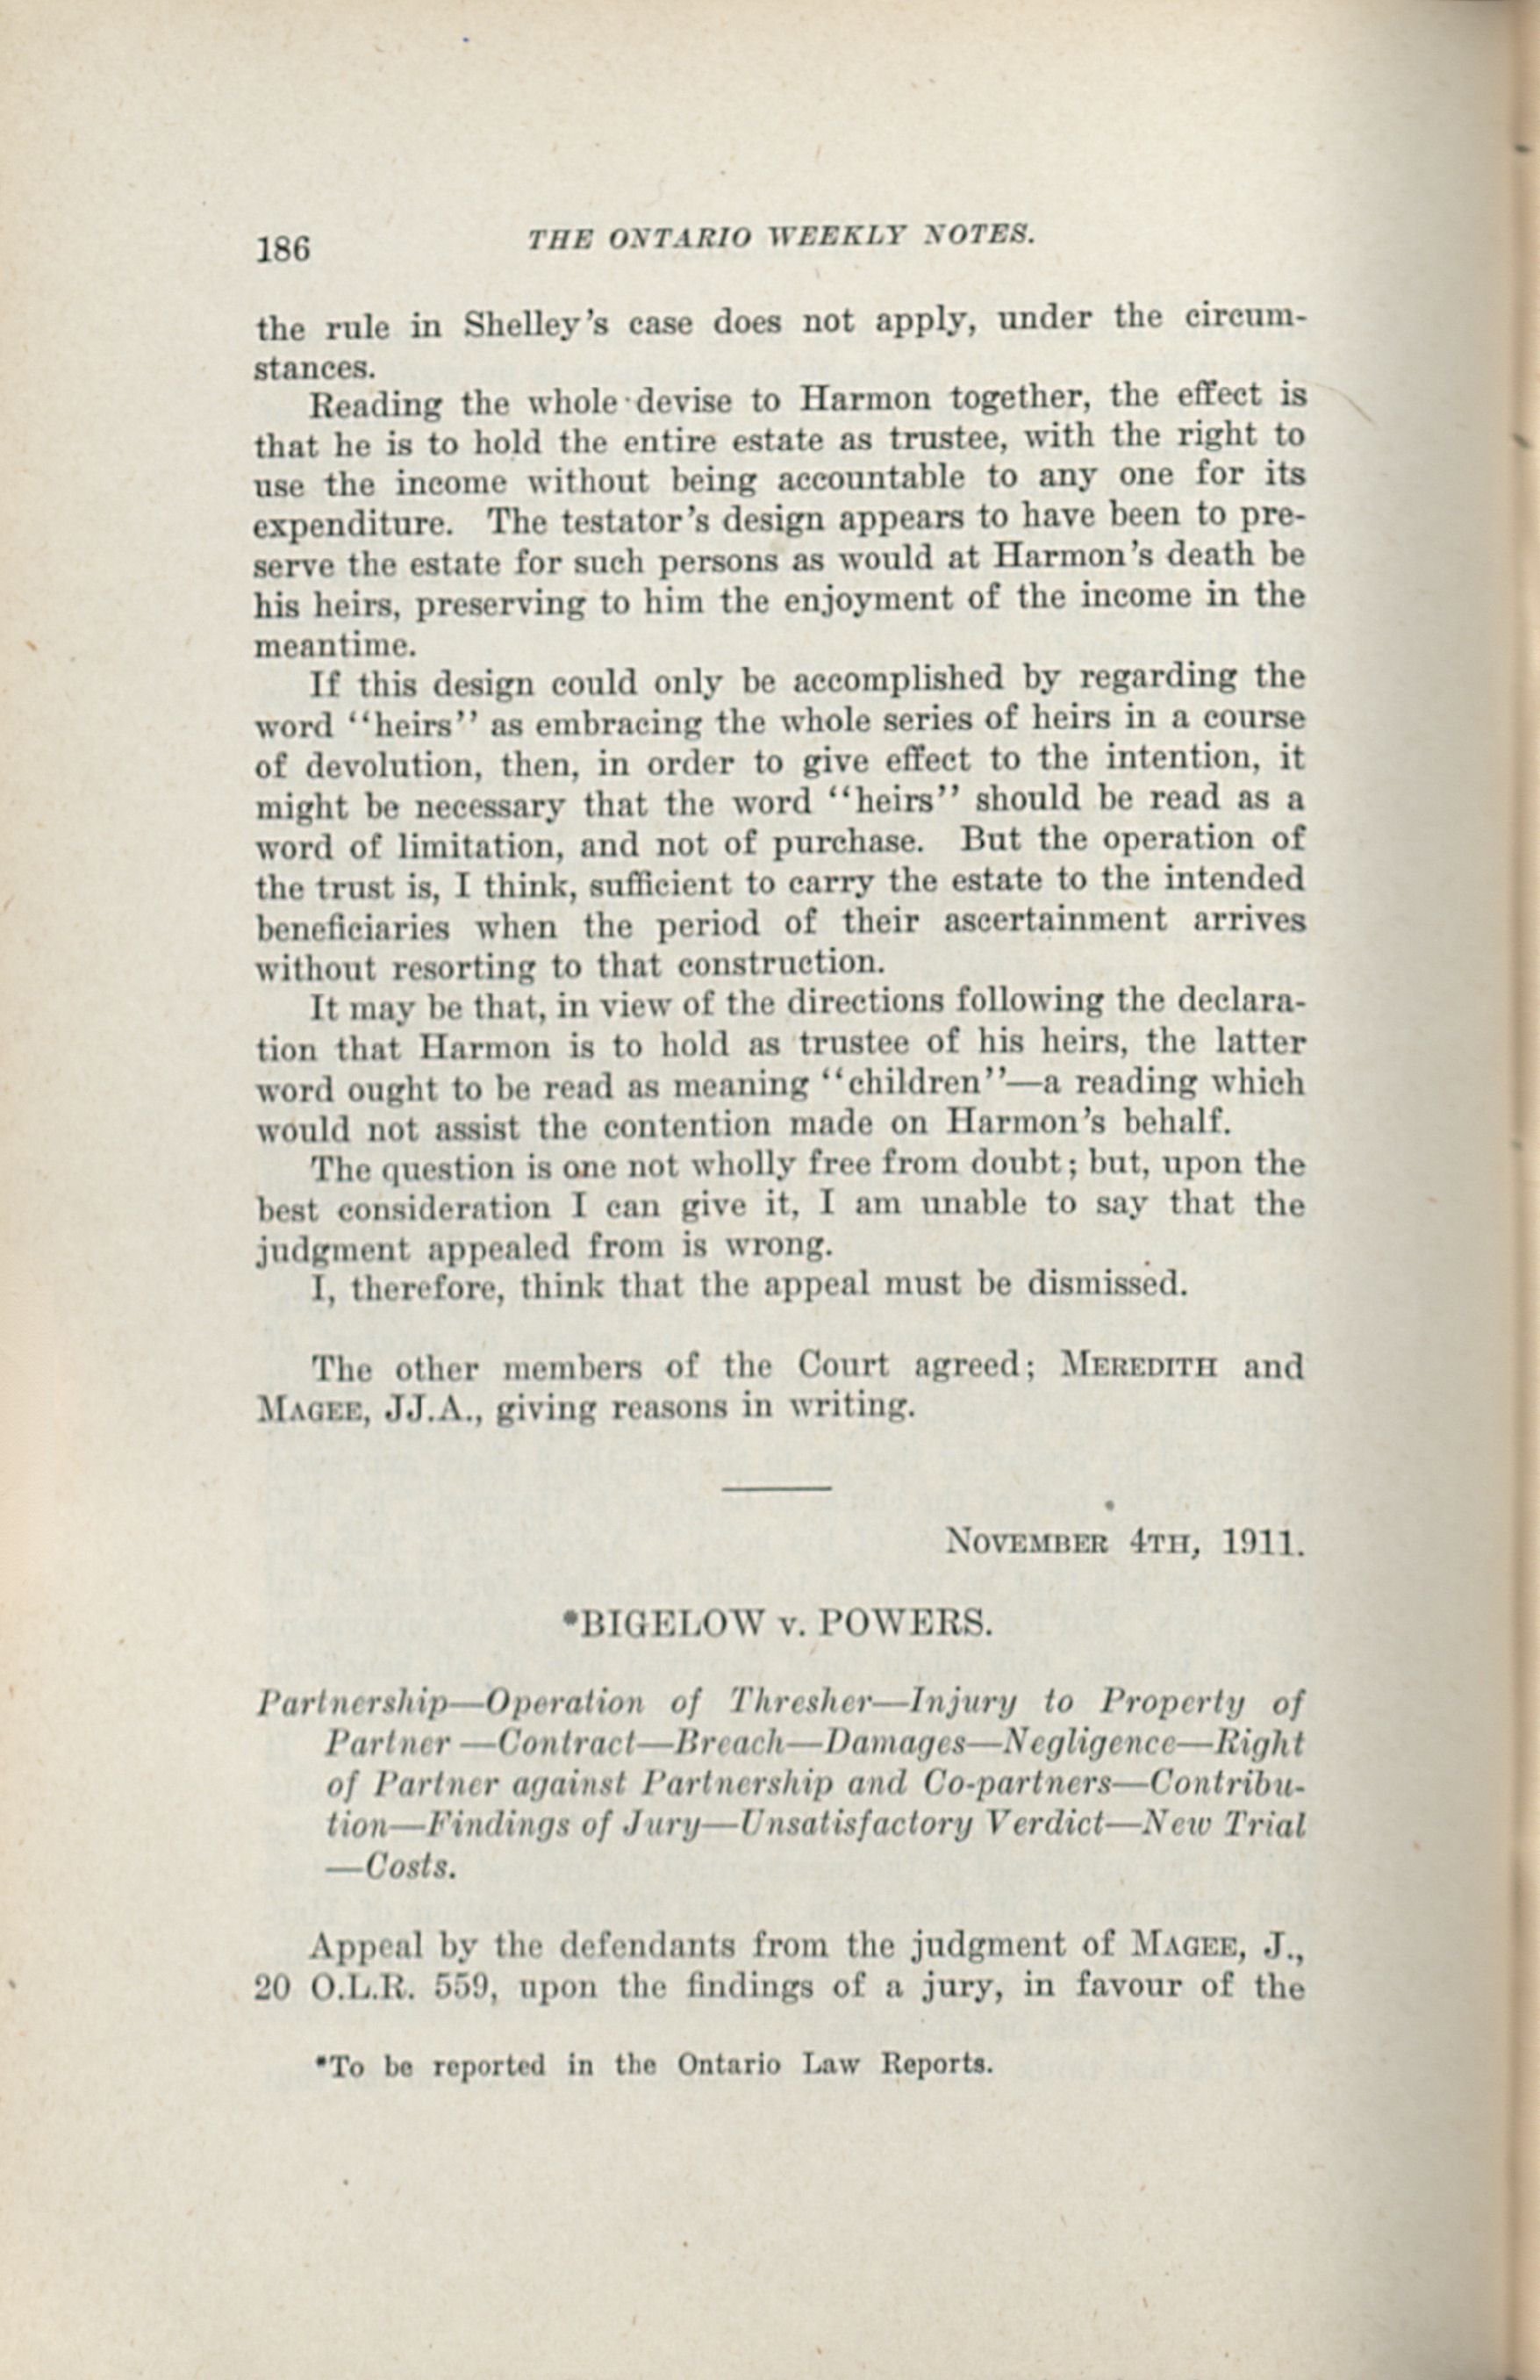 186
THE ONTARIO WEEKLY NOTES.
the rule in Shelley's case does not apply, under the circum-
stances.
Reading the whole devise to Harmon together, the effect is
that he is to hold the entire estate as trustee, with the right to
use the income without being accountable to any one for its
expenditure. The testator's design appears to have been to pre-
serve the estate for such persons as would at Harmon's death be
his heirs, preserving to him the enjoyment of the income in the
meantime.
If this design could only be accomplished by regarding the
word "heirs" as embracing the whole series of heirs in a course
of devolution, then, in order to give effect to the intention, it
might be necessary that the word "heirs" should be read as a
word of limitation, and not of purchase. But the operation of
the trust is, I think, sufficient to carry the estate to the intended
beneficiaries when the period of their ascertainment arrives
without resorting to that construction.
It may be that, in view of the directions following the declara-
tion that Harmon is to hold as trustee of his heirs, the latter
word ought to be read as meaning "children"—a reading which
would not assist the contention made on Harmon's behalf.
The question is one not wholly free from doubt; but, upon the
best consideration I can give it, I am unable to say that the
judgment appealed from is wrong.
I, therefore, think that the appeal must be dismissed.
The other members of the Court agreed; MEREDITH and
MAGEE, JJ.A., giving reasons in writing.
NOVEMBER 4TH, 1911.
*BIGELOW v. POWERS.
Partnership—Operation of Thresher—Injury to Property of
Partner—Contract—Breach—Damages—Negligence—Right
of Partner against Partnership and Co-partners—Contribu-
tion—Findings of Jury—Unsatisfactory Verdict—New Trial
—Costs.
Appeal by the defendants from the judgment of MAGEE, J.,
20 O.L.R. 559, upon the findings of a jury, in favour of the
*To be reported in the Ontario Law Reports.